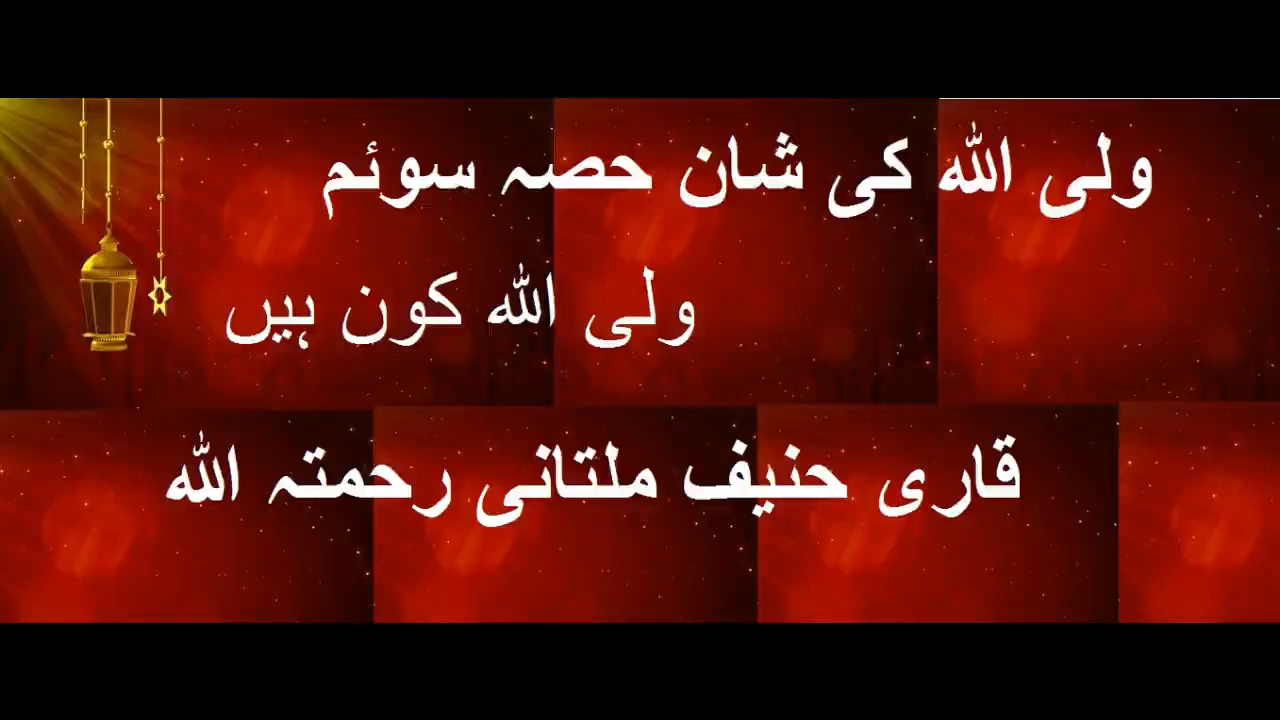 ولی اللہ کی شان حصہ سوئم
ولی اللہ کون ہیں
قاری حنیف ملتانی رحمتہ اللہ